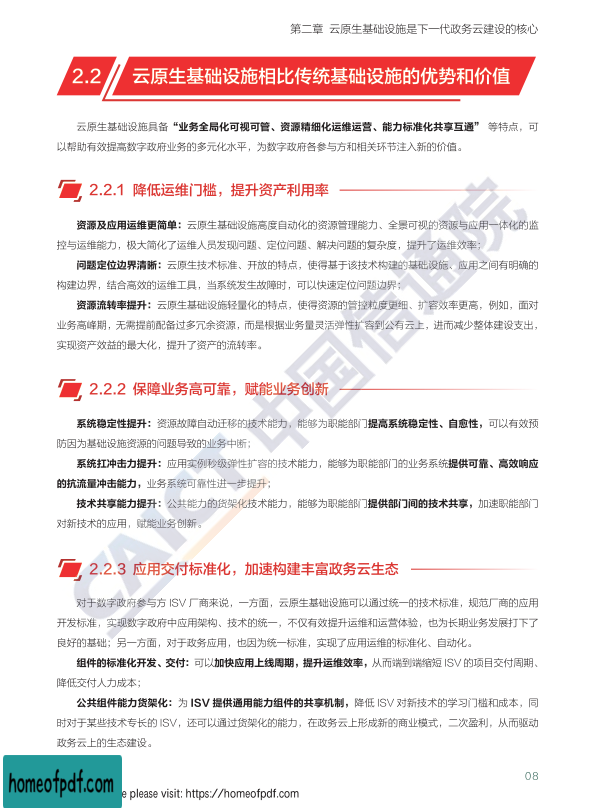 第二章 云原生基础设施是下一代政务云建设的核心
2.2 云原生基础设施相比传统基础设施的优势和价值
云原生基础设施具备“业务全局化可视可管、资源精细化运维运营、能力标准化共享互通” 等特点，可
以帮助有效提高数字政府业务的多元化水平，为数字政府各参与方和相关环节注入新的价值。
2.2.1 降低运维门槛，提升资产利用率
资源及应用运维更简单：云原生基础设施高度自动化的资源管理能力、全景可视的资源与应用一体化的监
控与运维能力，极大简化了运维人员发现问题、定位问题、解决问题的复杂度，提升了运维效率；
问题定位边界清晰：云原生技术标准、开放的特点，使得基于该技术构建的基础设施、应用之间有明确的
构建边界，结合高效的运维工具，当系统发生故障时，可以快速定位问题边界；
资源流转率提升：云原生基础设施轻量化的特点，使得资源的管控粒度更细、扩容效率更高，例如，面对
业务高峰期，无需提前配备过多冗余资源，而是根据业务量灵活弹性扩容到公有云上，进而减少整体建设支出，
实现资产效益的最大化，提升了资产的流转率。
2.2.2 保障业务高可靠，赋能业务创新
系统稳定性提升：资源故障自动迁移的技术能力，能够为职能部门提高系统稳定性、自愈性，可以有效预
防因为基础设施资源的问题导致的业务中断；
系统扛冲击力提升：应用实例秒级弹性扩容的技术能力，能够为职能部门的业务系统提供可靠、高效响应
的抗流量冲击能力，业务系统可靠性进一步提升；
技术共享能力提升：公共能力的货架化技术能力，能够为职能部门提供部门间的技术共享，加速职能部门
对新技术的应用，赋能业务创新。
2.2.3 应用交付标准化，加速构建丰富政务云生态
对于数字政府参与方 ISV 厂商来说，一方面，云原生基础设施可以通过统一的技术标准，规范厂商的应用
开发标准，实现数字政府中应用架构、技术的统一，不仅有效提升运维和运营体验，也为长期业务发展打下了
良好的基础；另一方面，对于政务应用，也因为统一标准，实现了应用运维的标准化、自动化。
组件的标准化开发、交付：可以加快应用上线周期，提升运维效率，从而端到端缩短 ISV 的项目交付周期、
降低交付人力成本；
公共组件能力货架化：为 ISV 提供通用能力组件的共享机制，降低 ISV 对新技术的学习门槛和成本，同
时对于某些技术专长的 ISV，还可以通过货架化的能力，在政务云上形成新的商业模式，二次盈利，从而驱动
政务云上的生态建设。
CAICT 中国信通院
08
homeofpdf.com
e please visit: https://homeofpdf.com